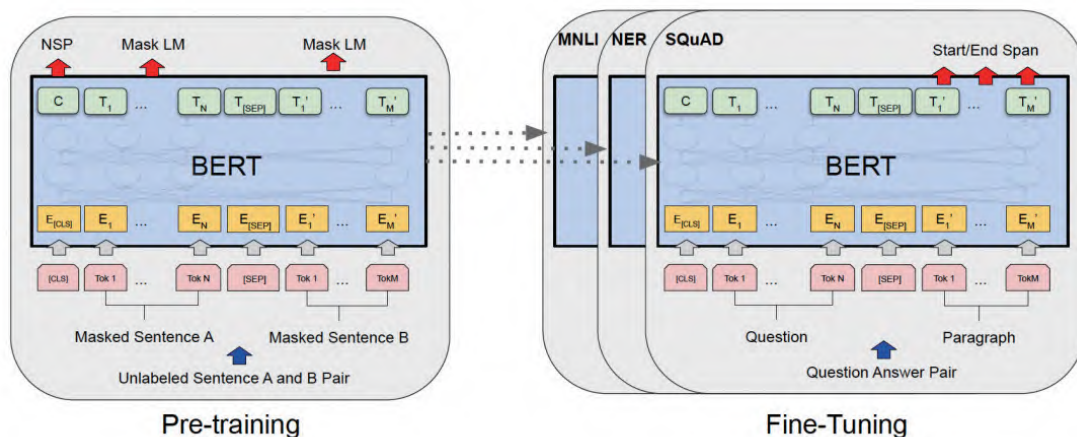 NSP Mask LM Mask LM
C T1 ... TN T[SEP] T1' ... TM'
BERT
E[CLS] E1 ... EN E[SEP] E1' ... EM'
[CLS] Tok 1 ... Tok N [SEP] Tok 1 ... TokM
Masked Sentence A Masked Sentence B
Unlabeled Sentence A and B Pair
Pre-training
MNLI NER SQuAD
Start/End Span
C T1 ... TN T[SEP] T1' ... TM'
BERT
E[CLS] E1 ... EN E[SEP] E1' ... EM'
[CLS] Tok 1 ... Tok N [SEP] Tok 1 ... TokM
Question Paragraph
Question Answer Pair
Fine-Tuning